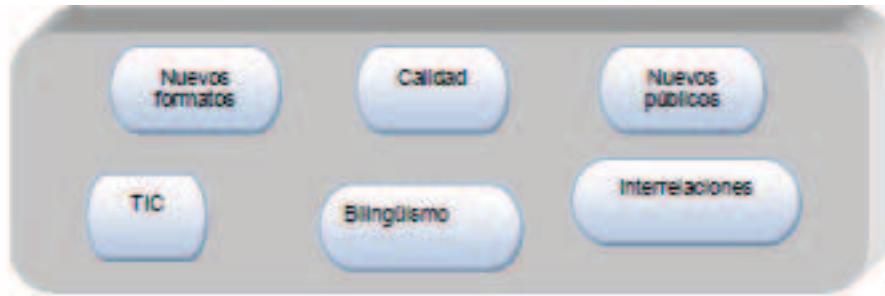 Nuevos
formatos
Calidad
Nuevos
públicos
TIC
Bilingüismo
Interrelaciones